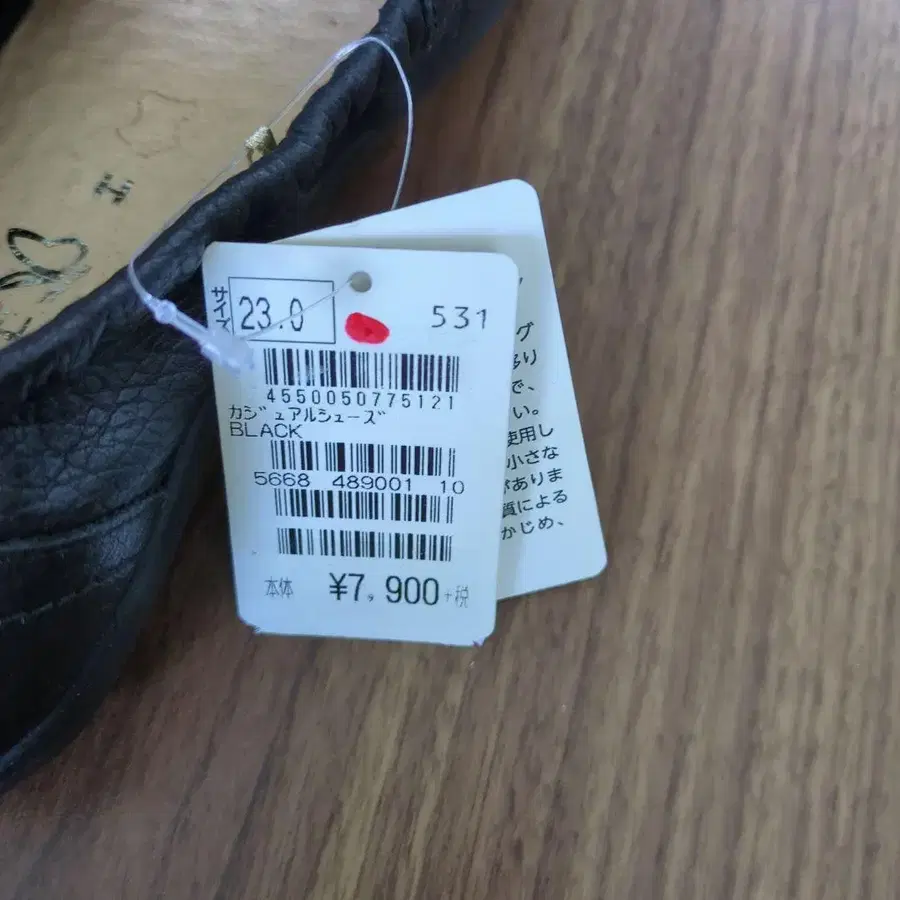 サイズ
23.0
531
4550050775121
カジュアルシューズ
BLACK
5668 489001 10
本体 ¥7,900+税
グ
り
で、
い。
使用し
小さな
がありま
質による
かじめ、